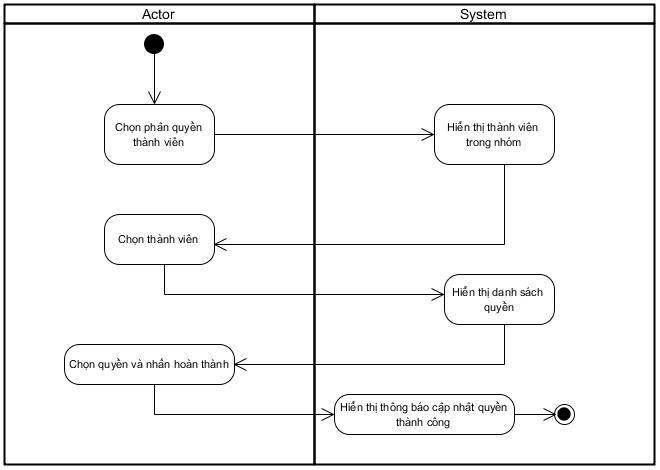 Actor
System
Chọn phân quyền
thành viên
Hiển thị thành viên
trong nhóm
Chọn thành viên
Hiển thị danh sách
quyền
Chọn quyền và nhấn hoàn thành
Hiển thị thông báo cập nhật quyền
thành công